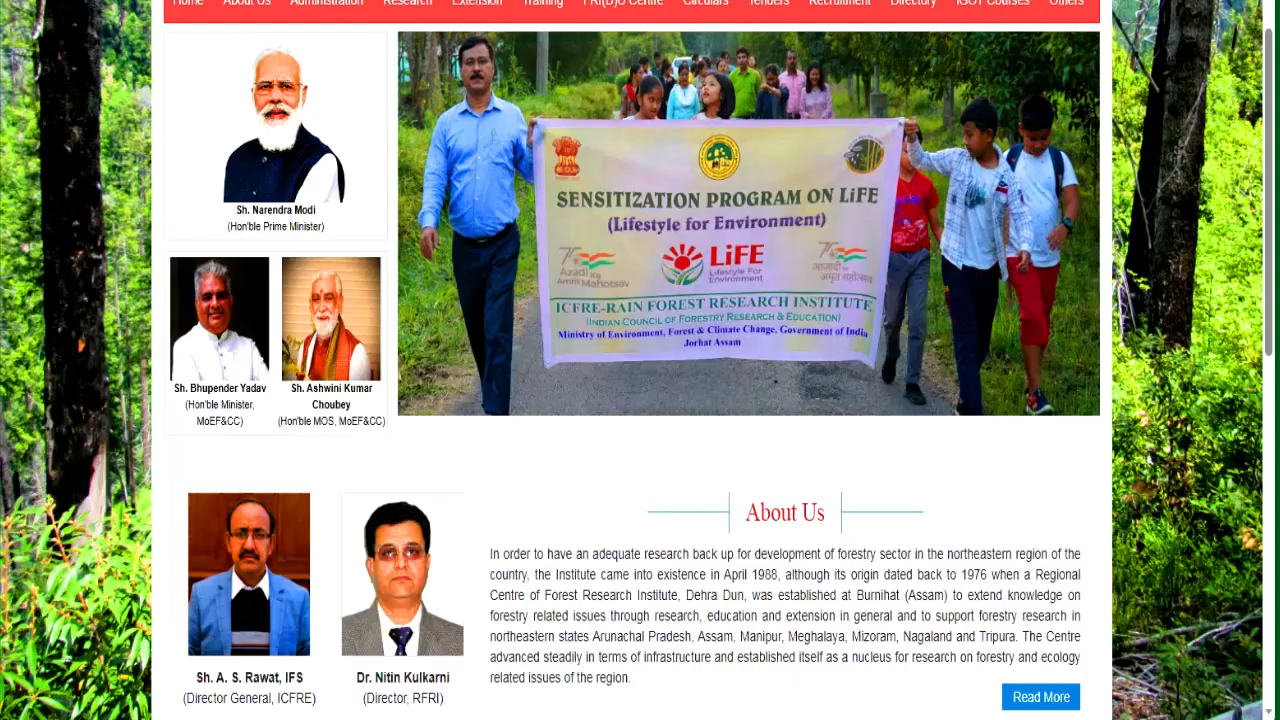 Home About Us Administration Research Extension Training PRI(D)U Centre Circulars Tenders Recruitment Directory IGOT Courses Others
Sh. Narendra Modi
(Hon'ble Prime Minister)
Sh. Bhupender Yadav
(Hon'ble Minister,
MoEF&CC)
Sh. Ashwini Kumar
Choubey
(Hon'ble MOS, MoEF&CC)
SENSITIZATION PROGRAM ON LiFE
(Lifestyle for Environment)
75
Azadi Ka
Amrit Mahotsav
LiFE
Lifestyle For
Environment
75
आज़ादी का
अमृत महोत्सव
ICFRE-RAIN FOREST RESEARCH INSTITUTE
(INDIAN COUNCIL OF FORESTRY RESEARCH & EDUCATION)
Ministry of Environment, Forest & Climate Change, Government of India
Jorhat Assam
Sh. A. S. Rawat, IFS
(Director General, ICFRE)
Dr. Nitin Kulkarni
(Director, RFRI)
About Us
In order to have an adequate research back up for development of forestry sector in the northeastern region of the
country, the Institute came into existence in April 1988, although its origin dated back to 1976 when a Regional
Centre of Forest Research Institute, Dehra Dun, was established at Burnihat (Assam) to extend knowledge on
forestry related issues through research, education and extension in general and to support forestry research in
northeastern states Arunachal Pradesh, Assam, Manipur, Meghalaya, Mizoram, Nagaland and Tripura. The Centre
advanced steadily in terms of infrastructure and established itself as a nucleus for research on forestry and ecology
related issues of the region.
Read More